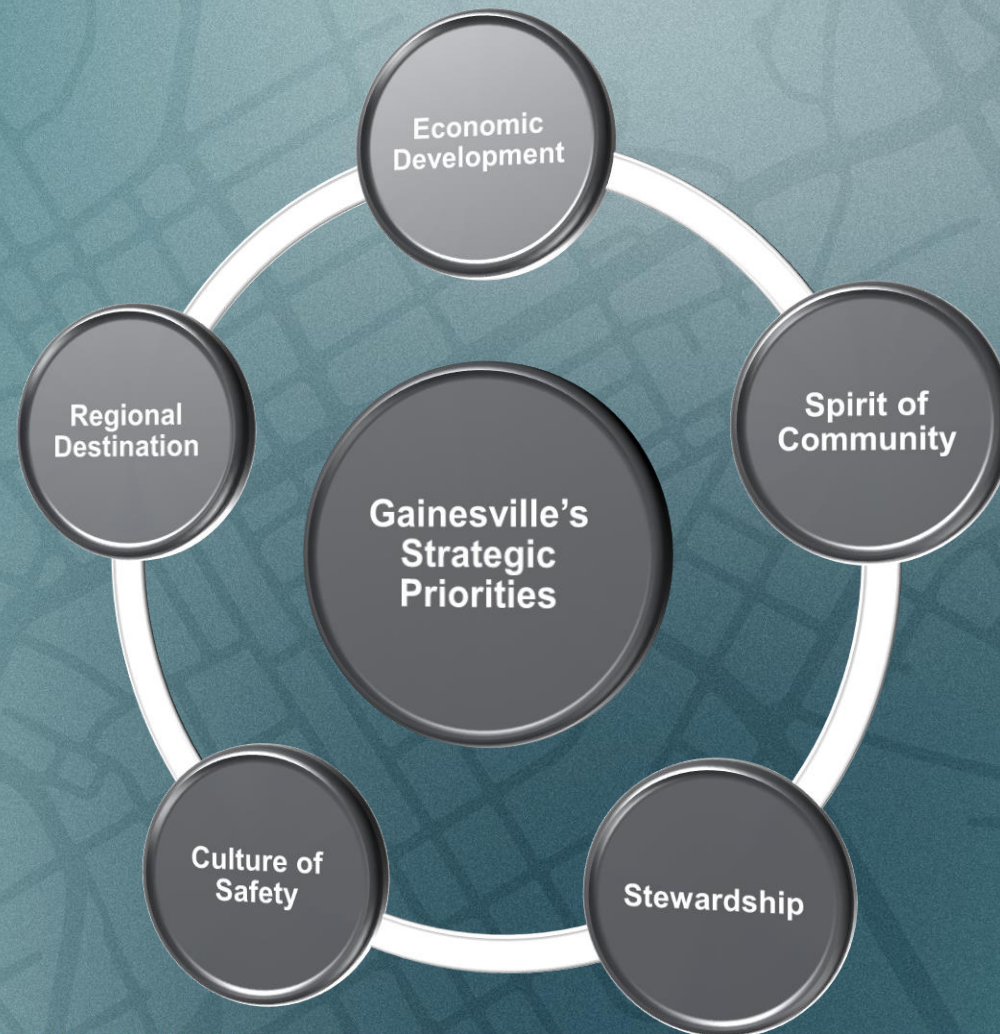 Economic
Development
Spirit of
Community
Regional
Destination
Gainesville’s
Strategic
Priorities
Culture of
Safety
Stewardship